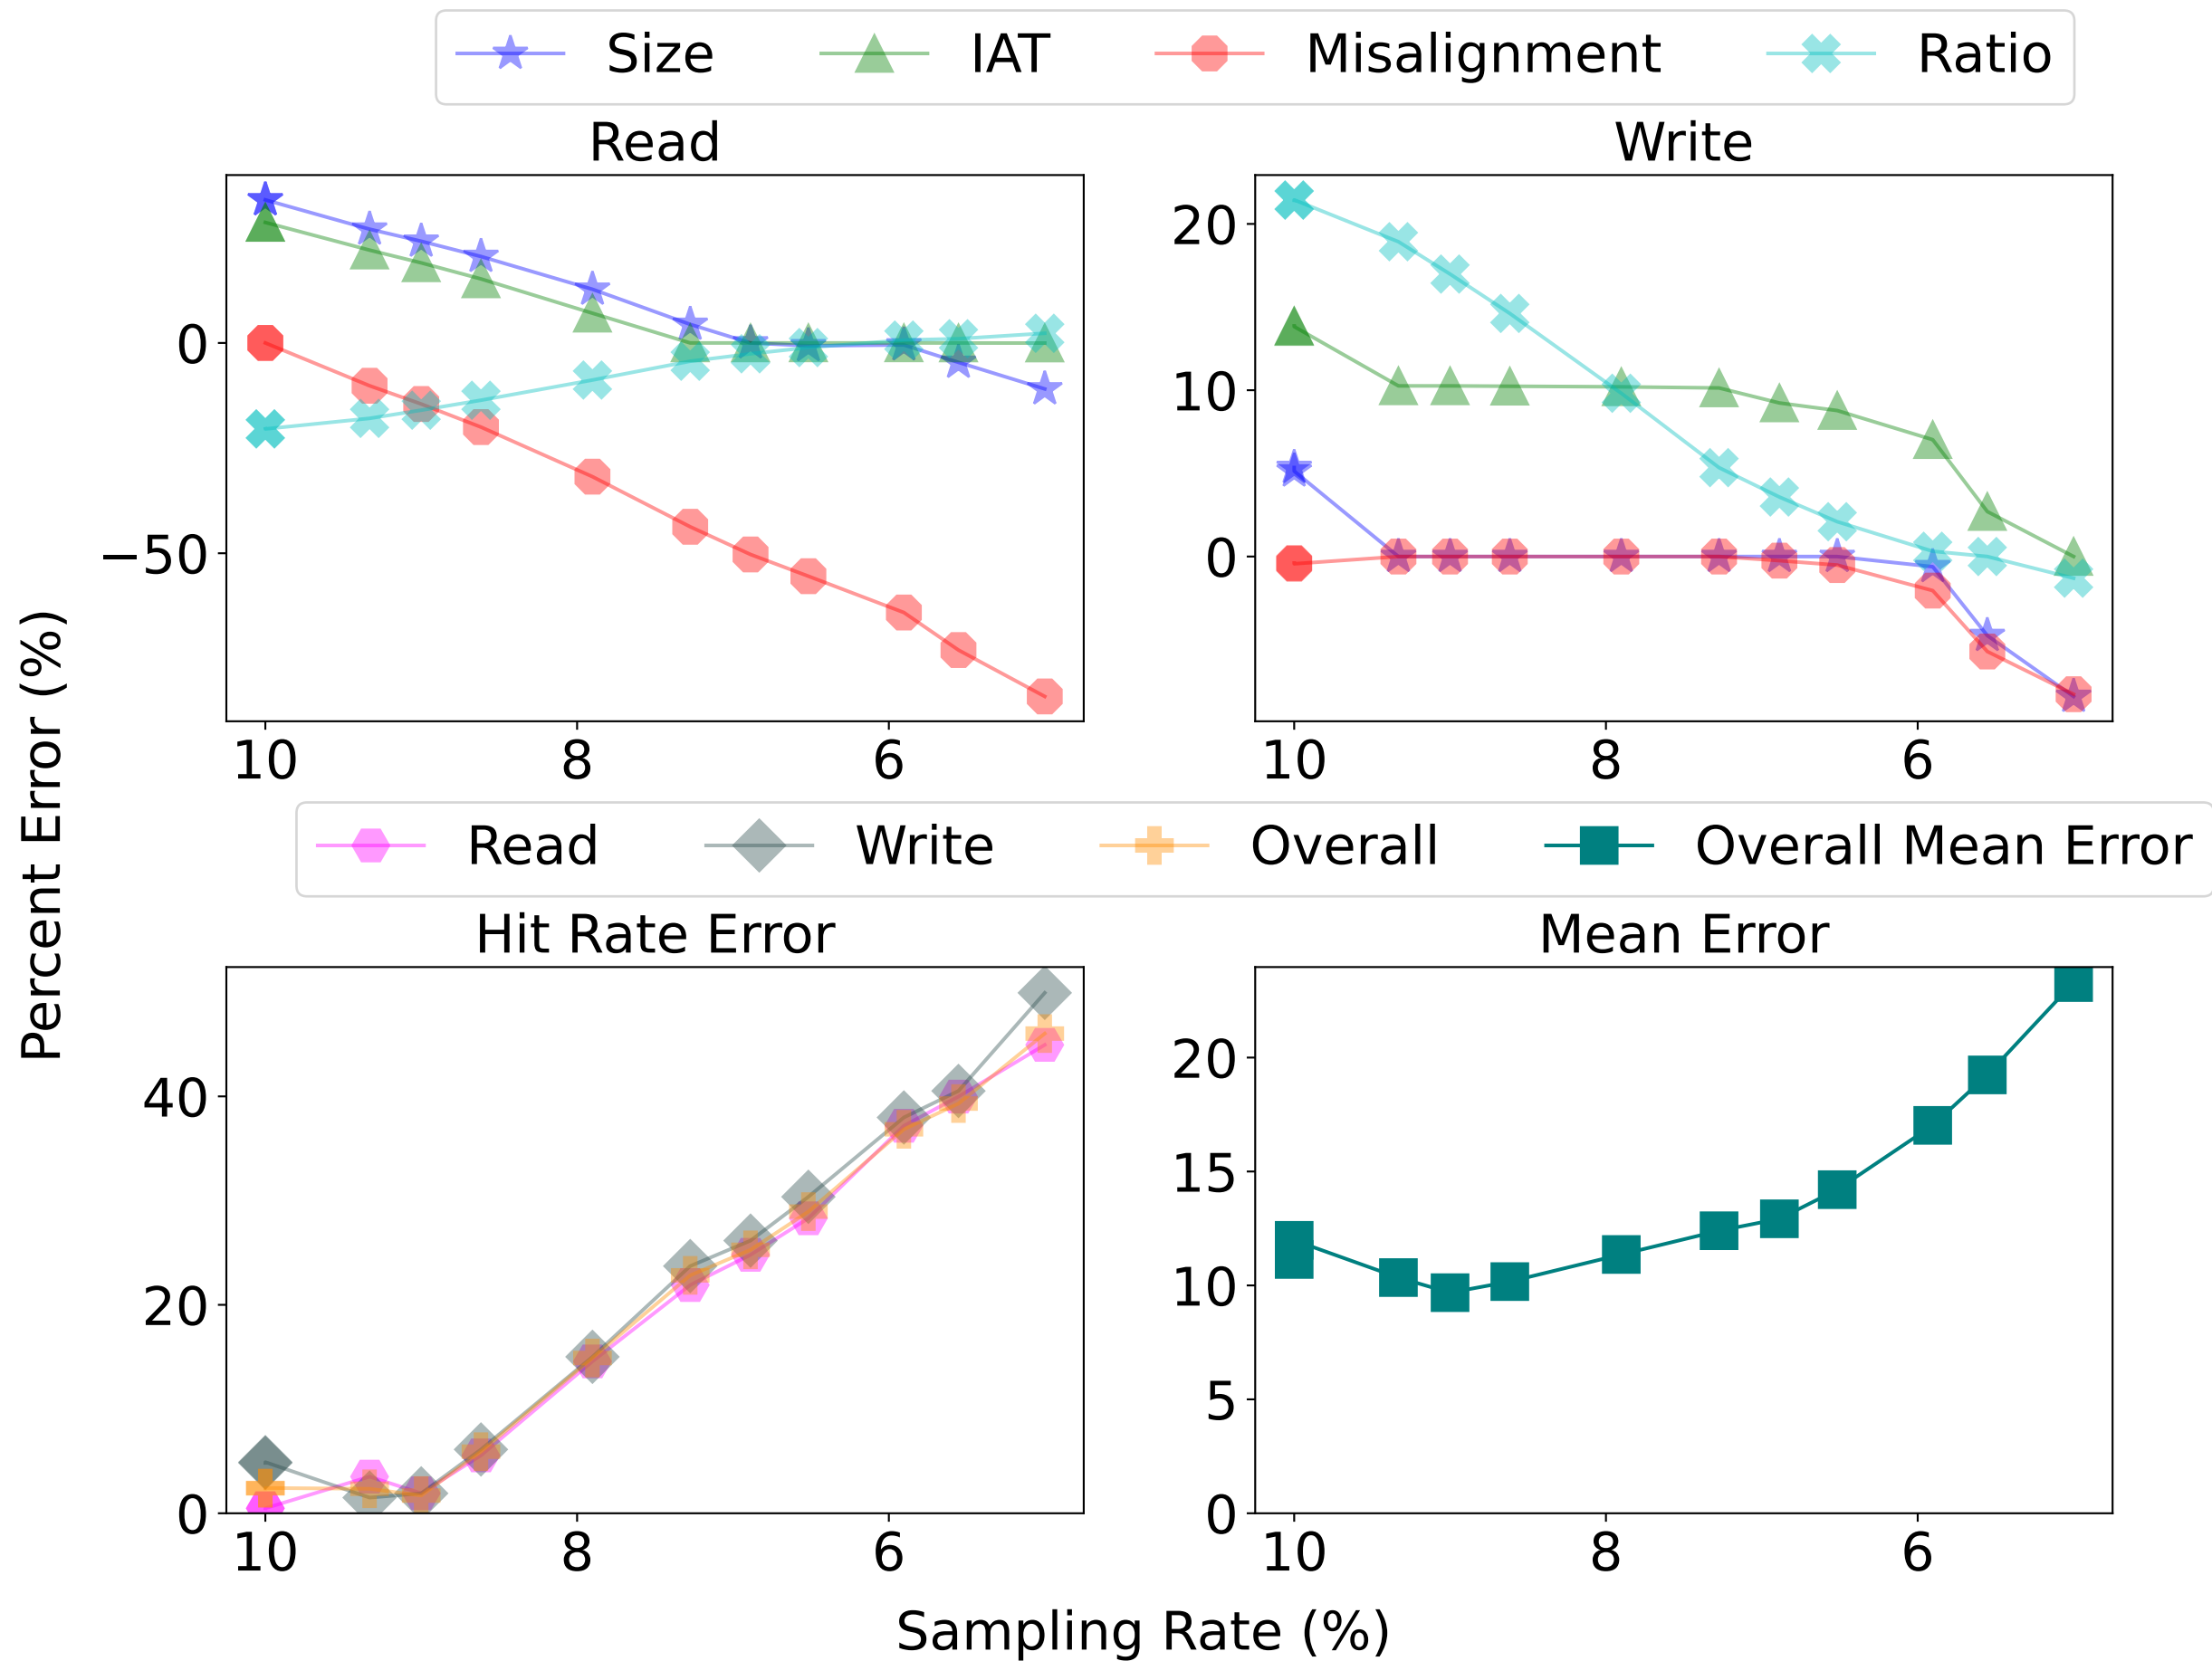 Size IAT Misalignment Ratio
Read Write
0
−50
10 8 6
20
10
0
10 8 6
Percent Error (%)
Read Write Overall Overall Mean Error
Hit Rate Error Mean Error
40
20
0
10 8 6
20
15
10
5
0
10 8 6
Sampling Rate (%)